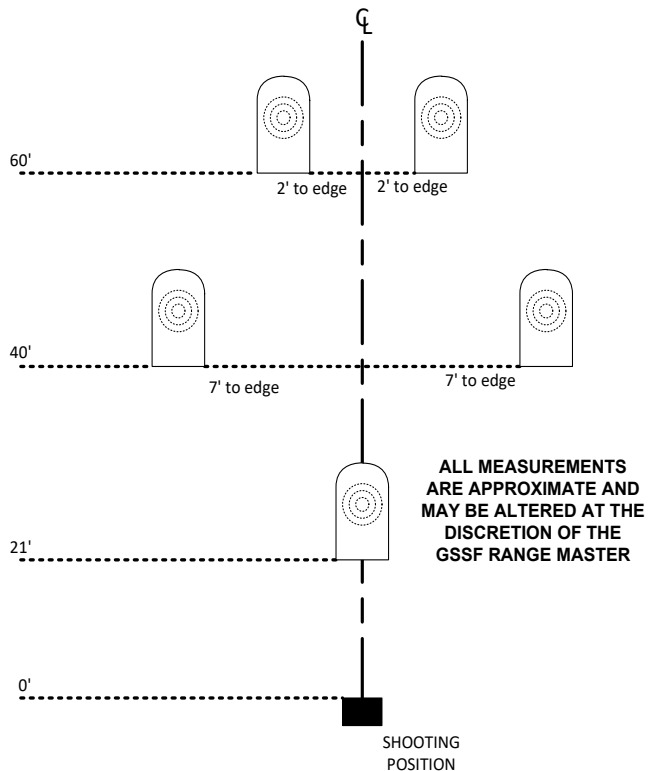 ℄
60'
2' to edge 2' to edge
40'
7' to edge 7' to edge
ALL MEASUREMENTS
ARE APPROXIMATE AND
MAY BE ALTERED AT THE
DISCRETION OF THE
GSSF RANGE MASTER
21'
0'
SHOOTING
POSITION